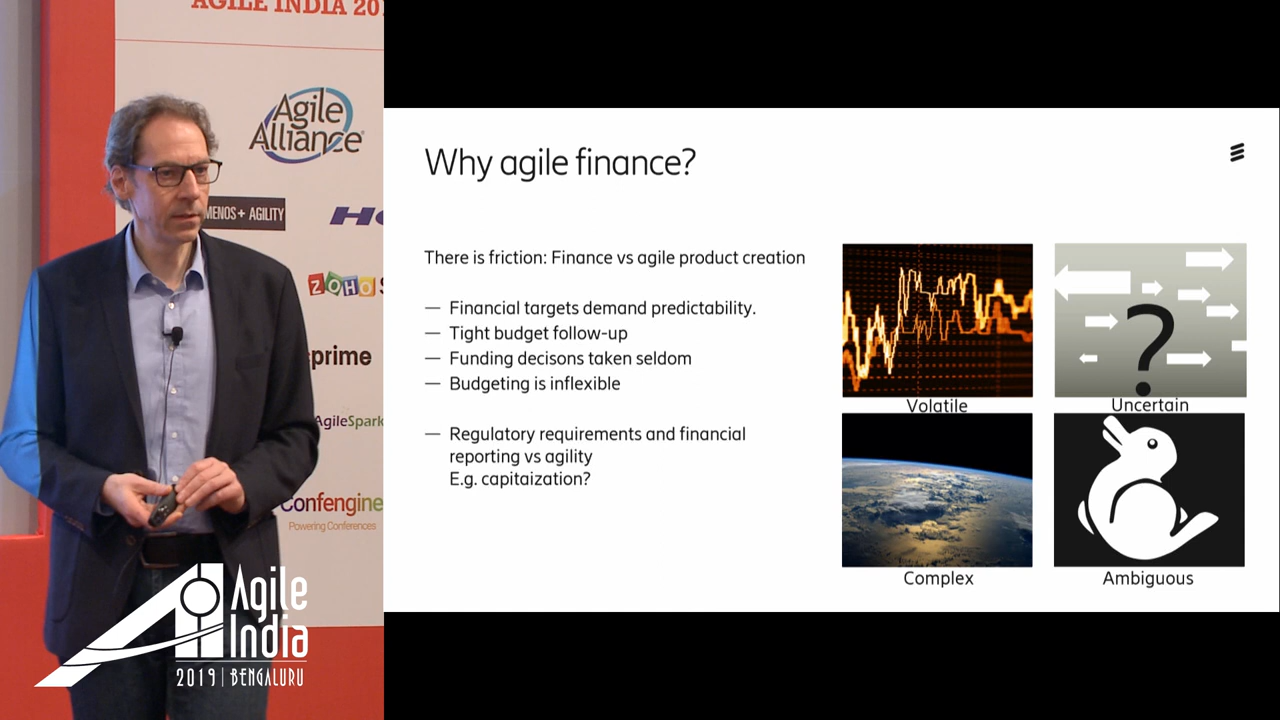 AGILE INDIA 20
Agile
Alliance
MENOS+ AGILITY
ZOHO
prime
AgileSpark
Confengine
Powering Conferences
Agile
India
2019 | BENGALURU
Why agile finance?
There is friction: Finance vs agile product creation
— Financial targets demand predictability.
— Tight budget follow-up
— Funding decisons taken seldom
— Budgeting is inflexible
— Regulatory requirements and financial
reporting vs agility
E.g. capitaization?
?
Volatile
Uncertain
Complex
Ambiguous